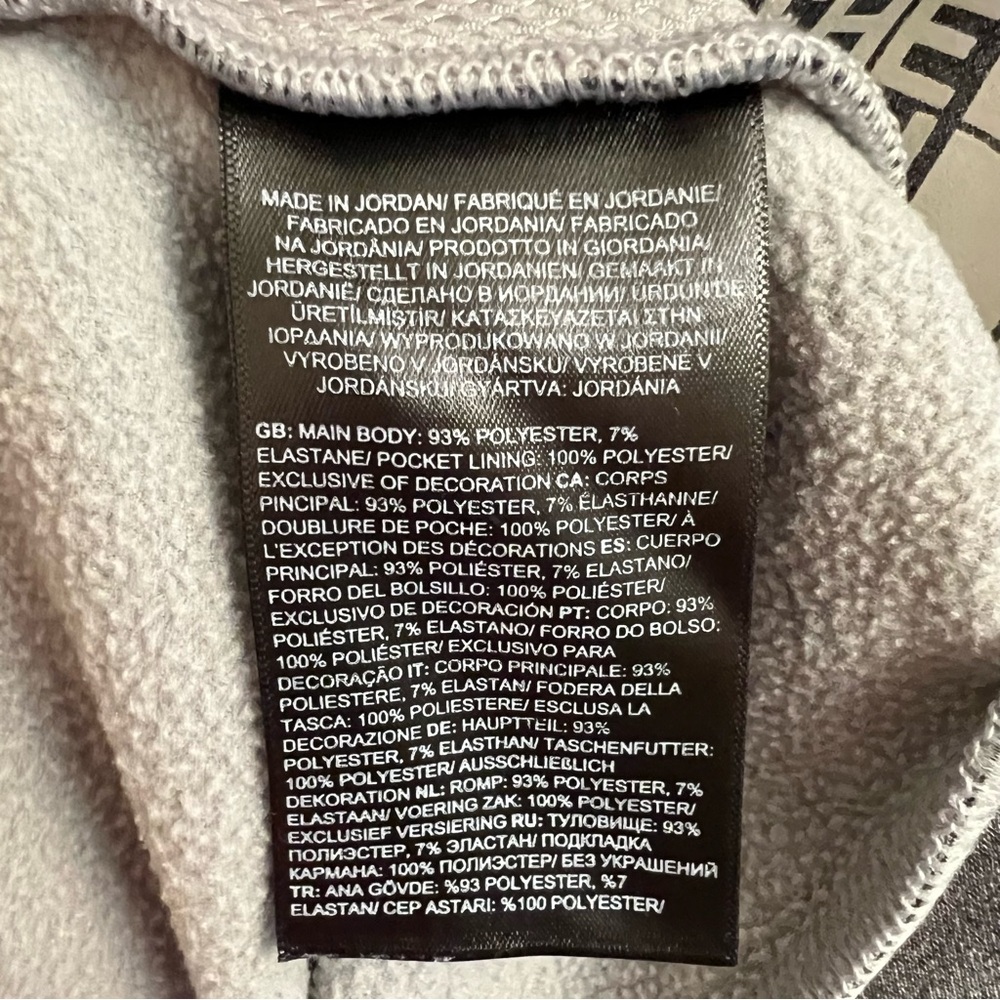 THE
MADE IN JORDAN/ FABRIQUÉ EN JORDANIE/
FABRICADO EN JORDANIA/ FABRICADO
NA JORDÂNIA/ PRODOTTO IN GIORDANIA/
HERGESTELLT IN JORDANIEN/ GEMAAKT IN
JORDANIË/ СДЕЛАНО В ИОРДАНИИ/ ÜRDÜN'DE
ÜRETİLMİŞTİR/ ΚΑΤΑΣΚΕΥΑΖΕΤΑΙ ΣΤΗΝ
ΙΟΡΔΑΝΙΑ/ WYPRODUKOWANO W JORDANII/
VYROBENO V JORDÁNSKU/ VYROBENE V
JORDÁNSKU/ GYÁRTVA: JORDÁNIA
GB: MAIN BODY: 93% POLYESTER, 7%
ELASTANE/ POCKET LINING: 100% POLYESTER/
EXCLUSIVE OF DECORATION CA: CORPS
PINCIPAL: 93% POLYESTER, 7% ÉLASTHANNE/
DOUBLURE DE POCHE: 100% POLYESTER/ À
L'EXCEPTION DES DÉCORATIONS ES: CUERPO
PRINCIPAL: 93% POLIÉSTER, 7% ELASTANO/
FORRO DEL BOLSILLO: 100% POLIÉSTER/
EXCLUSIVO DE DECORACIÓN PT: CORPO: 93%
POLIÉSTER, 7% ELASTANO/ FORRO DO BOLSO:
100% POLIÉSTER/ EXCLUSIVO PARA
DECORAÇÃO IT: CORPO PRINCIPALE: 93%
POLIESTERE, 7% ELASTAN/ FODERA DELLA
TASCA: 100% POLIESTERE/ ESCLUSA LA
DECORAZIONE DE: HAUPTTEIL: 93%
POLYESTER, 7% ELASTHAN/ TASCHENFUTTER:
100% POLYESTER/ AUSSCHLIEßLICH
DEKORATION NL: ROMP: 93% POLYESTER, 7%
ELASTAAN/ VOERING ZAK: 100% POLYESTER/
EXCLUSIEF VERSIERING RU: ТУЛОВИЩЕ: 93%
ПОЛИЭСТЕР, 7% ЭЛАСТАН/ ПОДКЛАДКА
КАРМАНА: 100% ПОЛИЭСТЕР/ БЕЗ УКРАШЕНИЙ
TR: ANA GÖVDE: %93 POLYESTER, %7
ELASTAN/ CEP ASTARI: %100 POLYESTER/